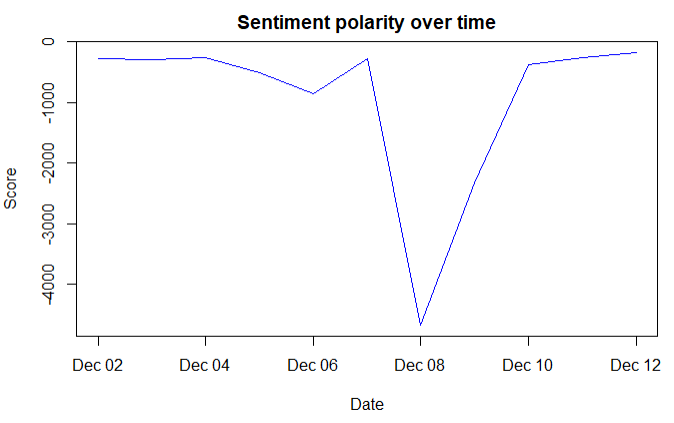 Sentiment polarity over time
0
-1000
-2000
-3000
-4000
Score
Dec 02 Dec 04 Dec 06 Dec 08 Dec 10 Dec 12
Date